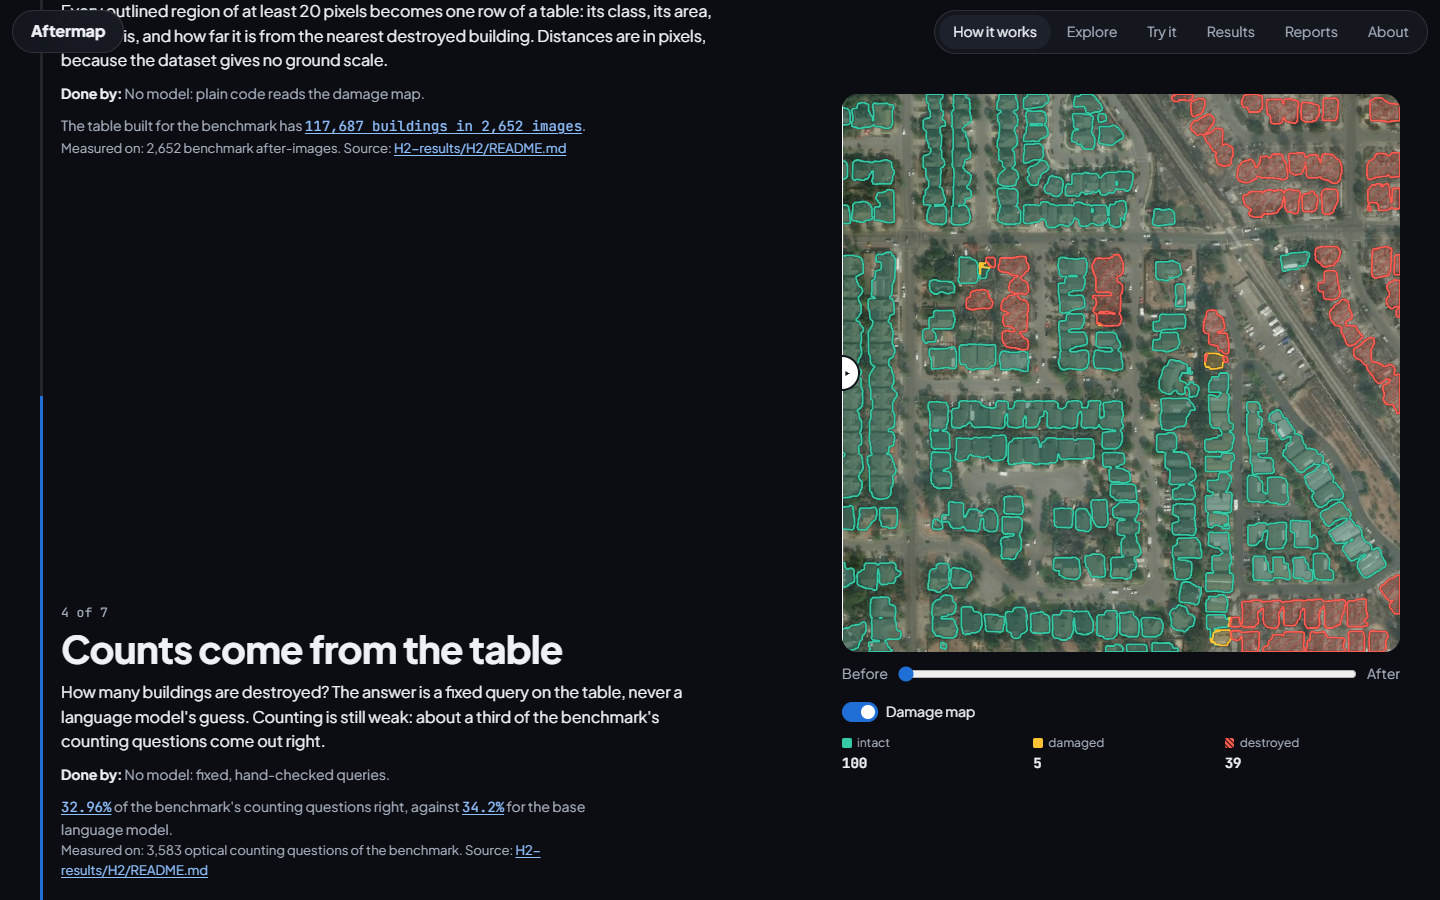 Aftermap
How it works
Explore
Try it
Results
Reports
About
Every outlined region of at least 20 pixels becomes one row of a table: its class, its area,
is, and how far it is from the nearest destroyed building. Distances are in pixels,
because the dataset gives no ground scale.
Done by: No model: plain code reads the damage map.
The table built for the benchmark has 117,687 buildings in 2,652 images.
Measured on: 2,652 benchmark after-images. Source: H2-results/H2/README.md
4 of 7
Counts come from the table
How many buildings are destroyed? The answer is a fixed query on the table, never a
language model's guess. Counting is still weak: about a third of the benchmark's
counting questions come out right.
Done by: No model: fixed, hand-checked queries.
32.96% of the benchmark's counting questions right, against 34.2% for the base
language model.
Measured on: 3,583 optical counting questions of the benchmark. Source: H2-
results/H2/README.md
Before
After
Damage map
intact
damaged
destroyed
100
5
39